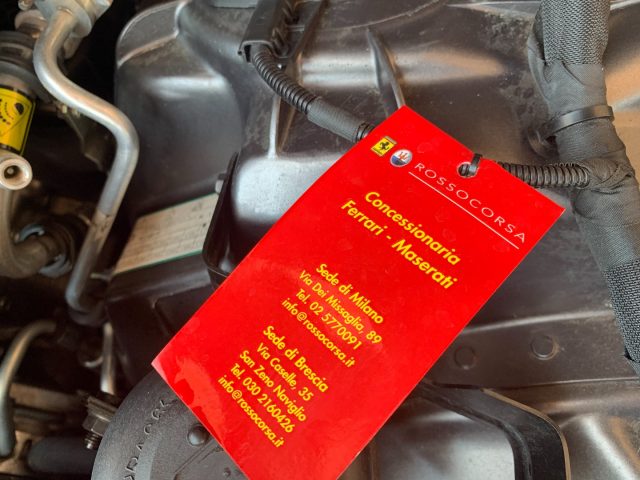 ROSSOCORSA
Concessionaria
Ferrari - Maserati
Sede di Milano
Via Dei Missaglia, 89
Tel. 02 5770091
info@rossocorsa.it
Sede di Brescia
Via Caselle, 35
San Zeno Naviglio
Tel. 030 2160426
info@rossocorsa.it